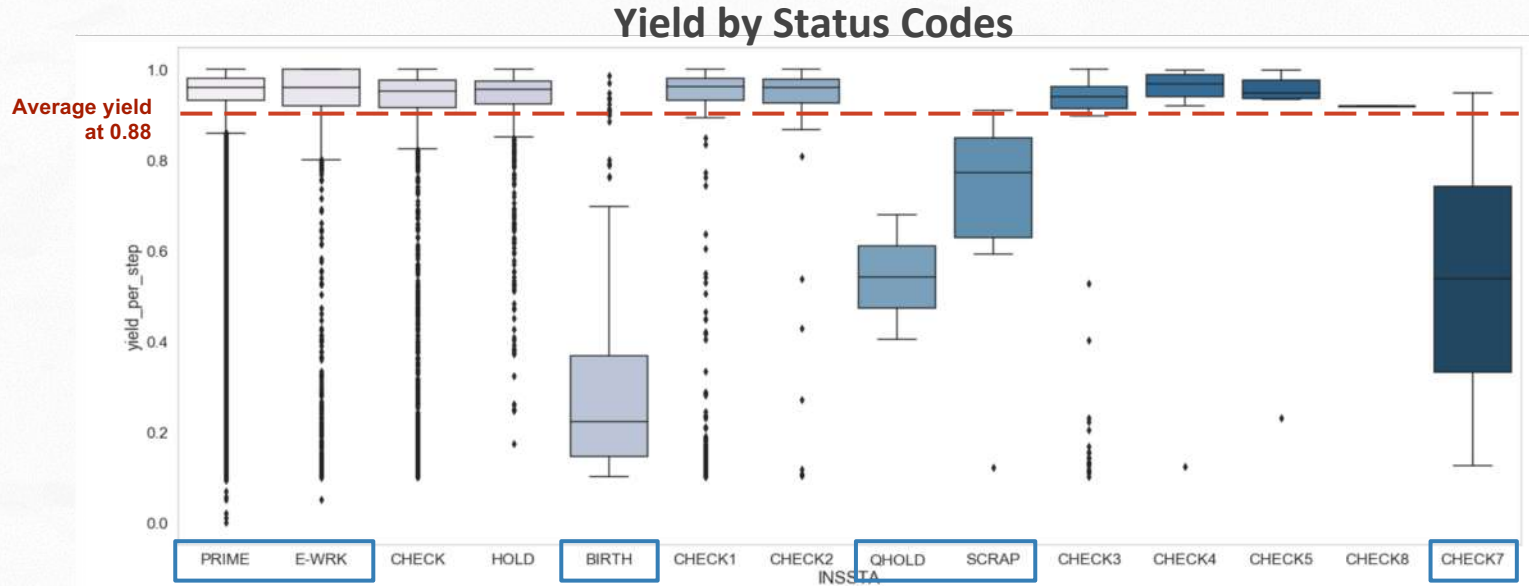 Yield by Status Codes
Average yield
at 0.88
1.0
0.8
0.6
0.4
0.2
0.0
yield_per_step
PRIME E-WRK CHECK HOLD BIRTH CHECK1 CHECK2 QHOLD SCRAP CHECK3 CHECK4 CHECK5 CHECK8 CHECK7
INSSTA